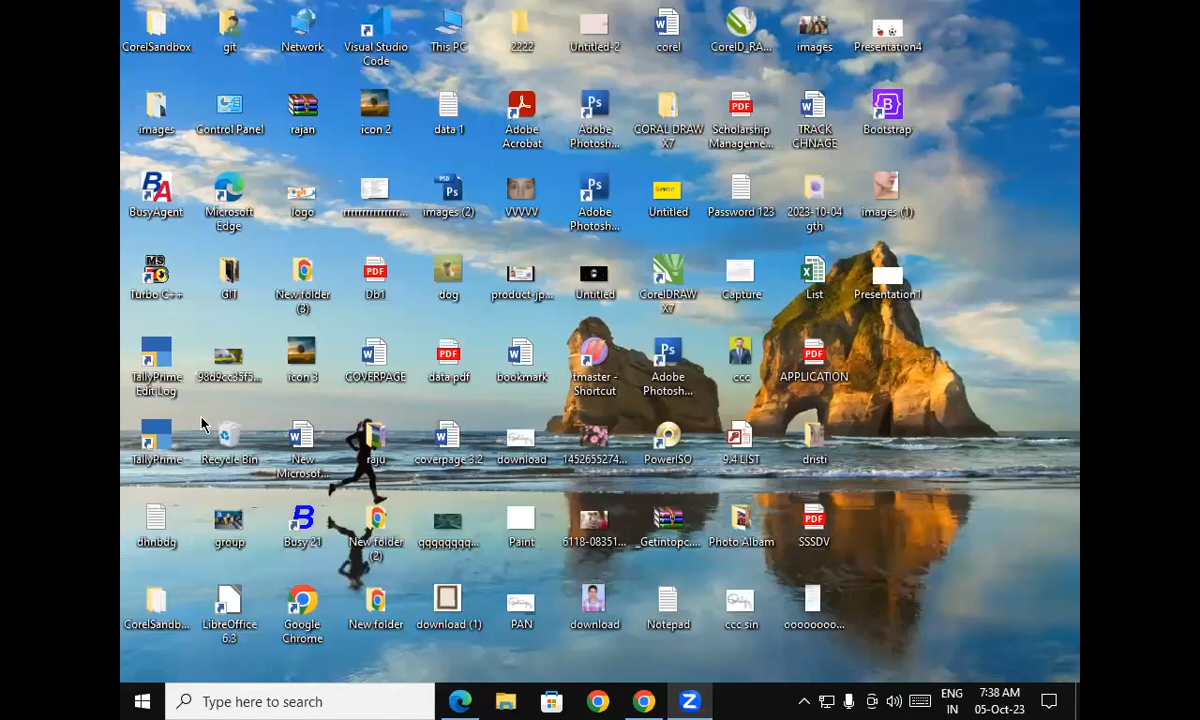 CorelSandbox
git
Network
Visual Studio
Code
This PC
2222
Untitled-2
corel
CorelD_RA...
images
Presentation4
images
Control Panel
rajan
icon 2
data 1
Adobe
Acrobat
Adobe
Photosh...
CORAL DRAW
X7
Scholarship
Manageme...
TRACK
CHNAGE
Bootstrap
BusyAgent
Microsoft
Edge
logo
images (2)
VVVVV
Adobe
Photosh...
Untitled
Password 123
2023-10-04
gth
images (1)
Turbo C++
GIT
New folder
(3)
Db1
dog
product-jp...
Untitled
CorelDRAW
X7
Capture
List
Presentation1
TallyPrime
Edit Log
icon 3
COVERPAGE
data pdf
bookmark
tmaster -
Shortcut
Adobe
Photosh...
ccc
APPLICATION
TallyPrime
Recycle Bin
New
Microsof...
raju
coverpage 3.2
download
1452655274...
PowerISO
9.4 LIST
dristi
dhnbdg
group
Busy 21
New folder
(2)
qqqqqqqq...
Paint
6118-08351...
_Getintopc....
Photo Albam
SSSDV
CorelSandb...
LibreOffice
6.3
Google
Chrome
New folder
download (1)
PAN
download
Notepad
ccc sin
oooooooo...
Type here to search
ENG
IN
7:38 AM
05-Oct-23